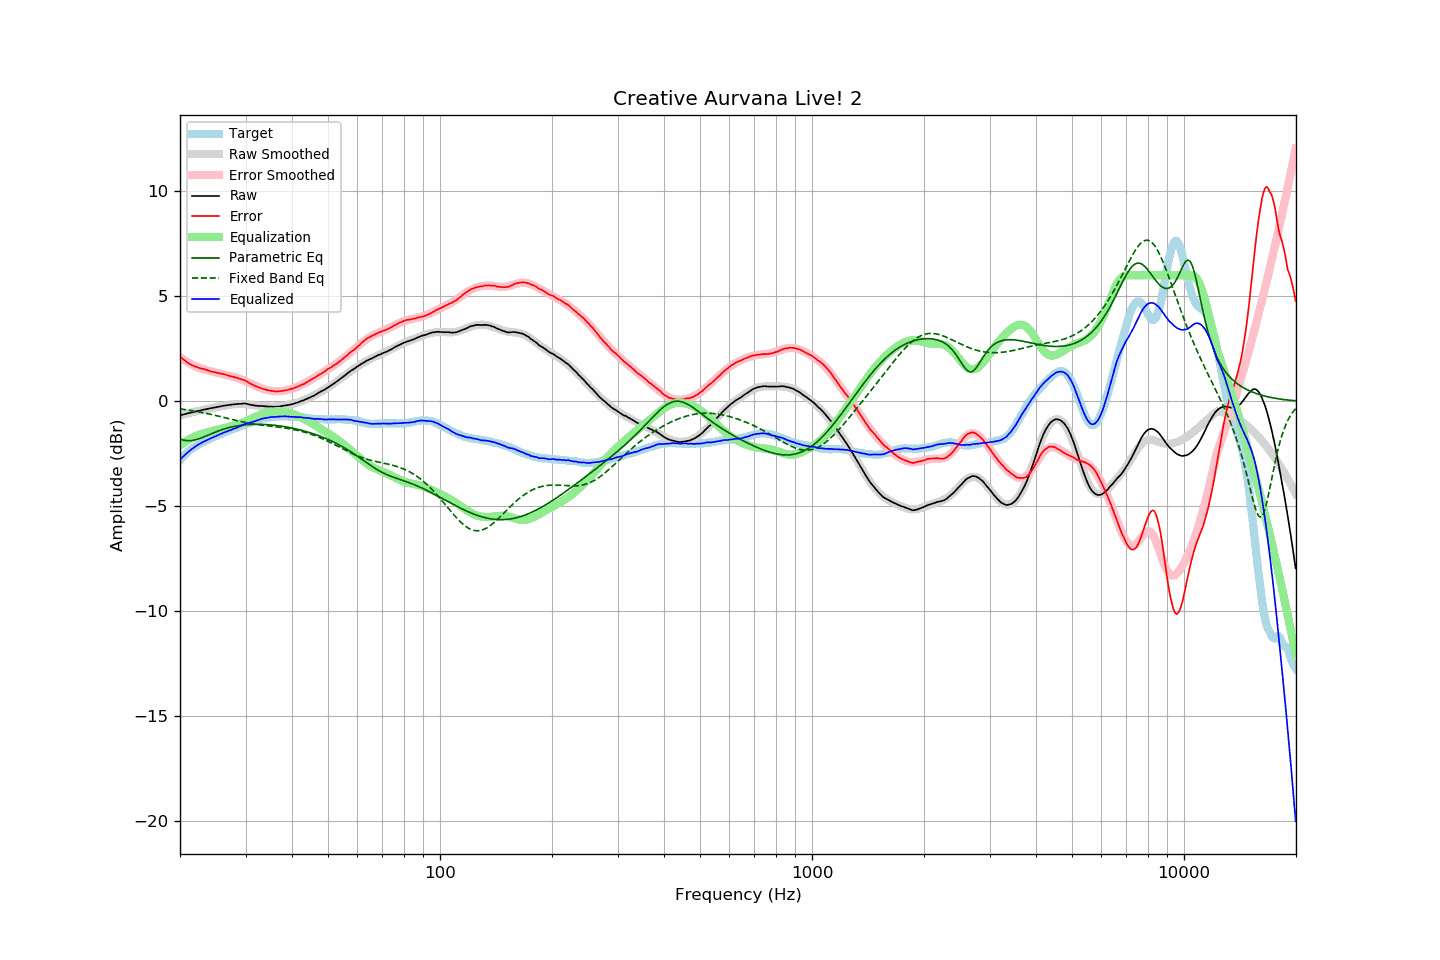 Creative Aurvana Live! 2
Target
Raw Smoothed
Error Smoothed
Raw
Error
Equalization
Parametric Eq
Fixed Band Eq
Equalized
10
5
0
−5
−10
−15
−20
Amplitude (dBr)
100
1000
10000
Frequency (Hz)